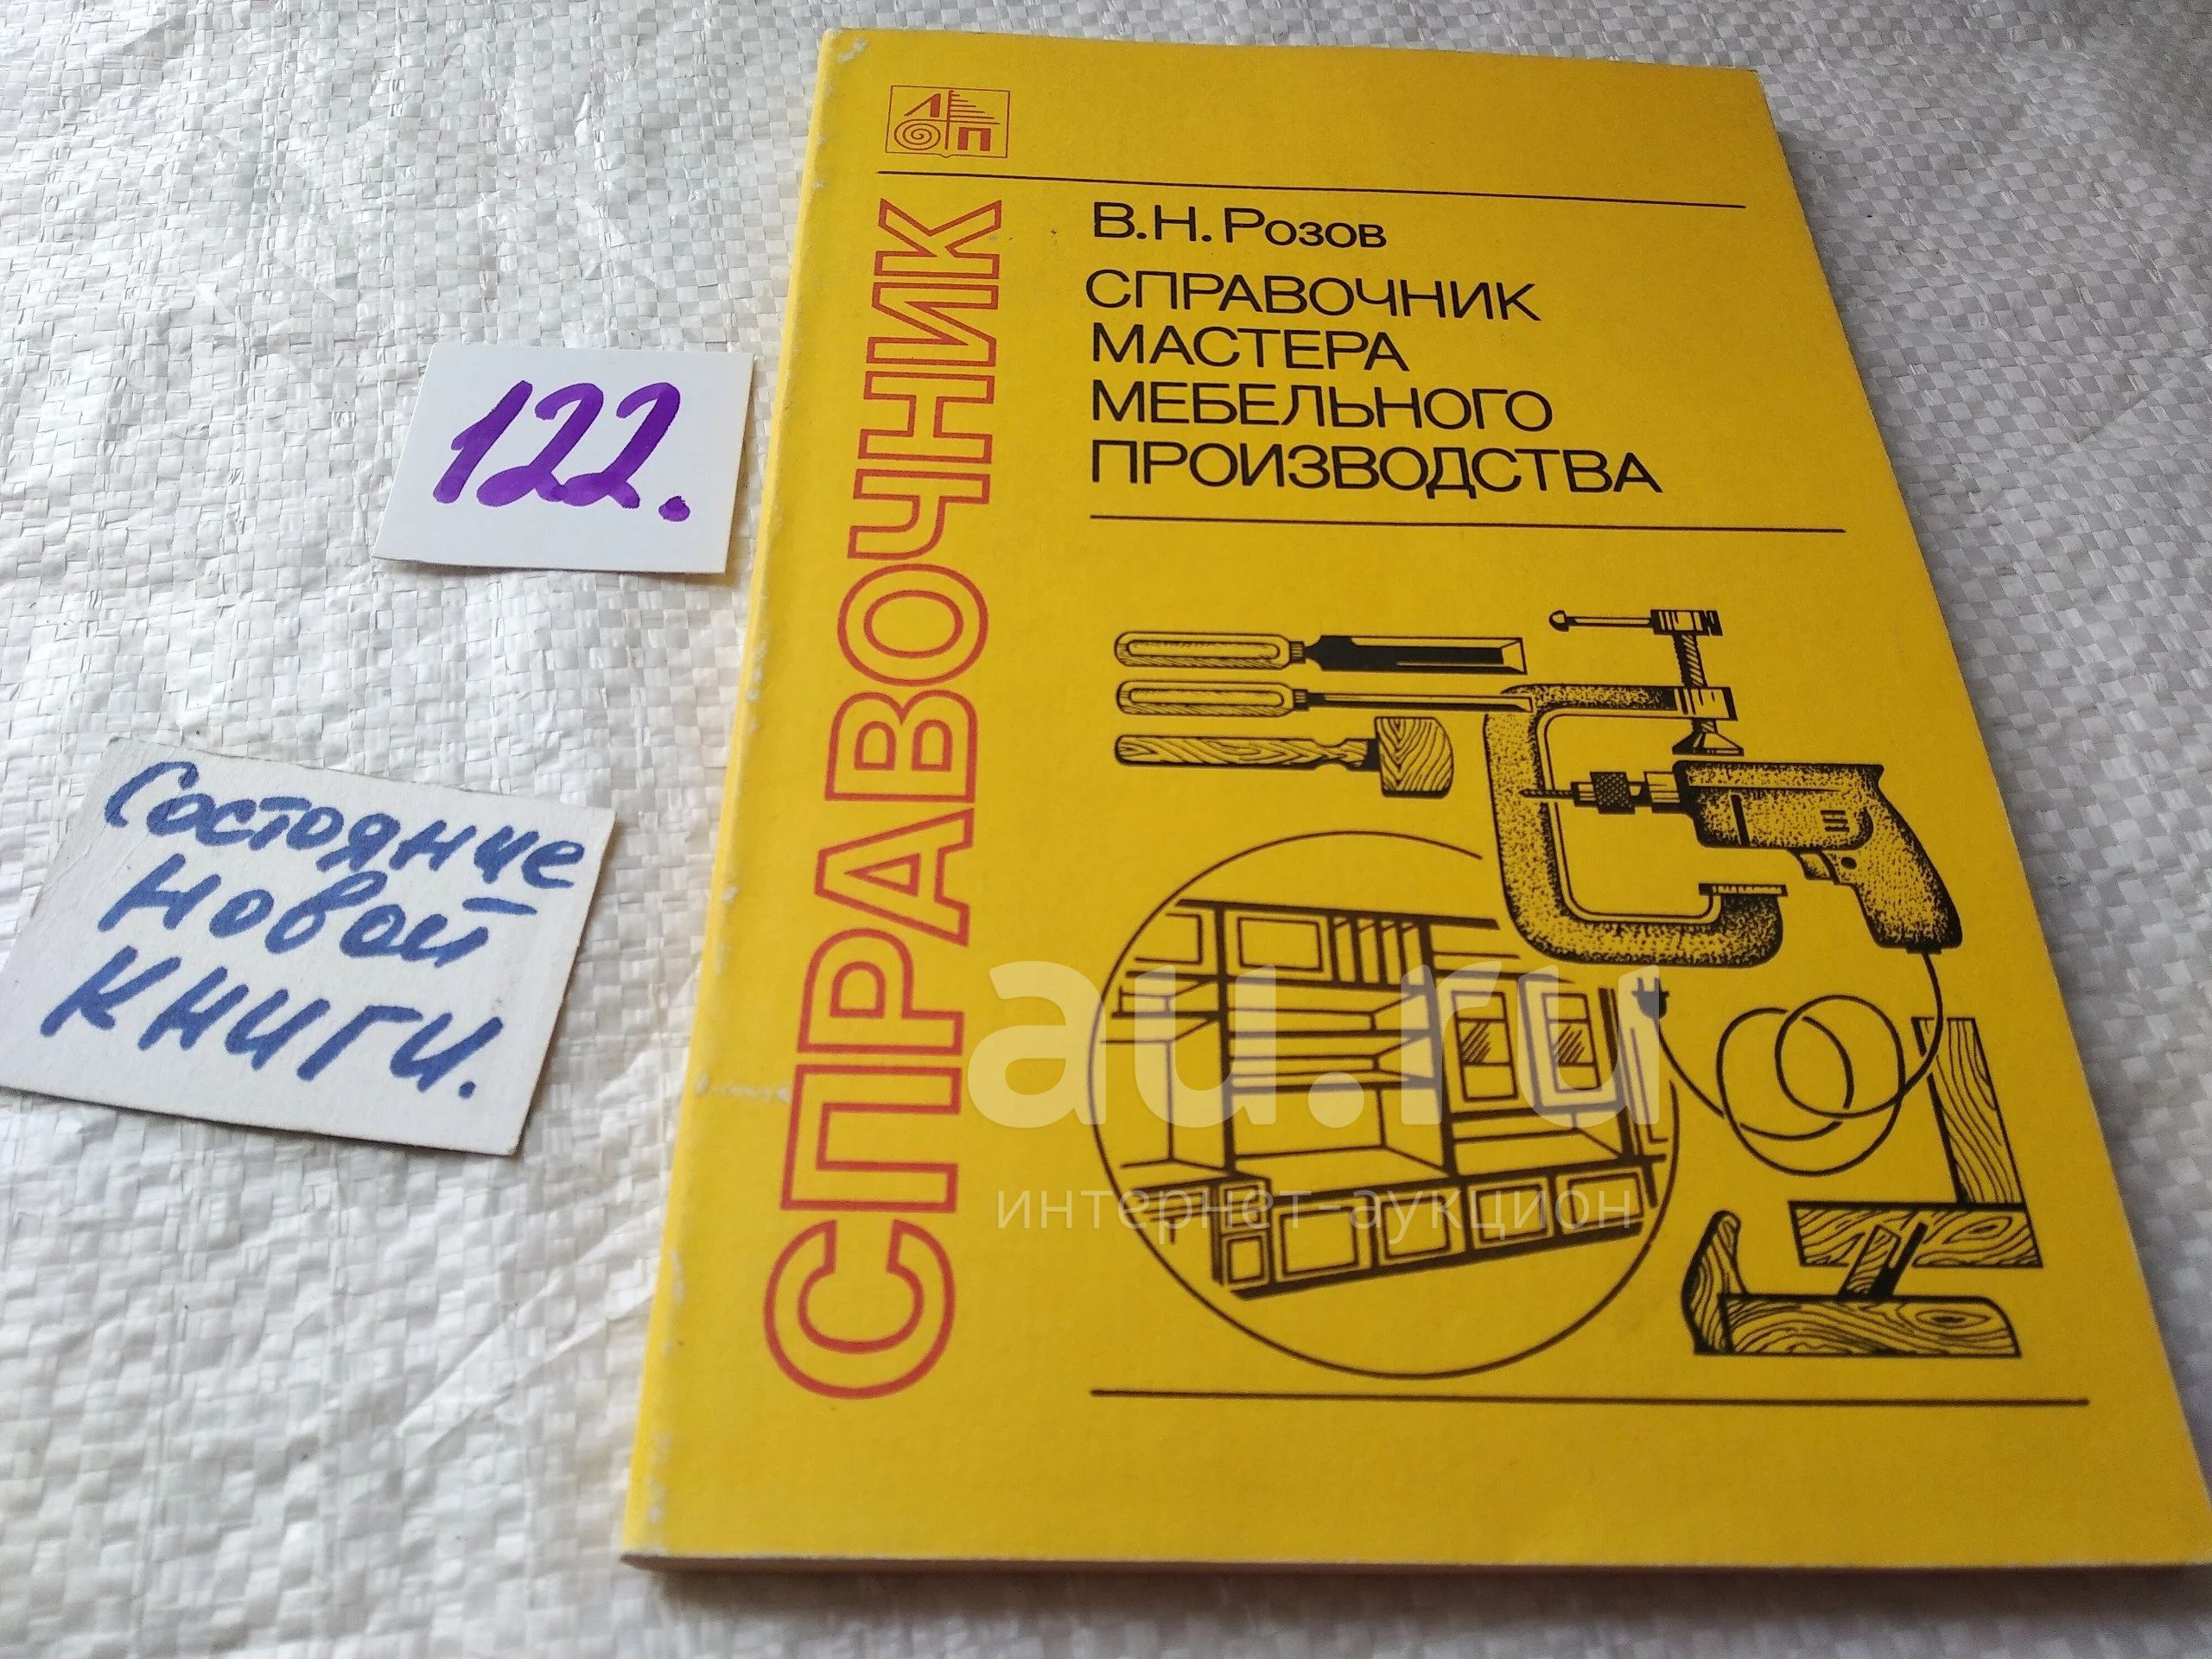 ЛП
В.Н. Розов
СПРАВОЧНИК
МАСТЕРА
МЕБЕЛЬНОГО
ПРОИЗВОДСТВА
СПРАВОЧНИК
122.
Состояние
новой
книги.
au.ru
интернет-аукцион